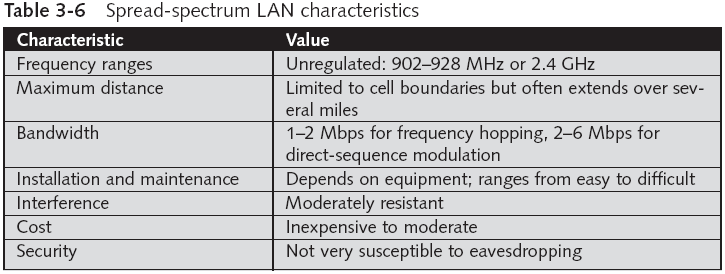 Table 3-6 Spread-spectrum LAN characteristics
Characteristic Value
Frequency ranges Unregulated: 902–928 MHz or 2.4 GHz
Maximum distance Limited to cell boundaries but often extends over sev-
eral miles
Bandwidth 1–2 Mbps for frequency hopping, 2–6 Mbps for
direct-sequence modulation
Installation and maintenance Depends on equipment; ranges from easy to difficult
Interference Moderately resistant
Cost Inexpensive to moderate
Security Not very susceptible to eavesdropping